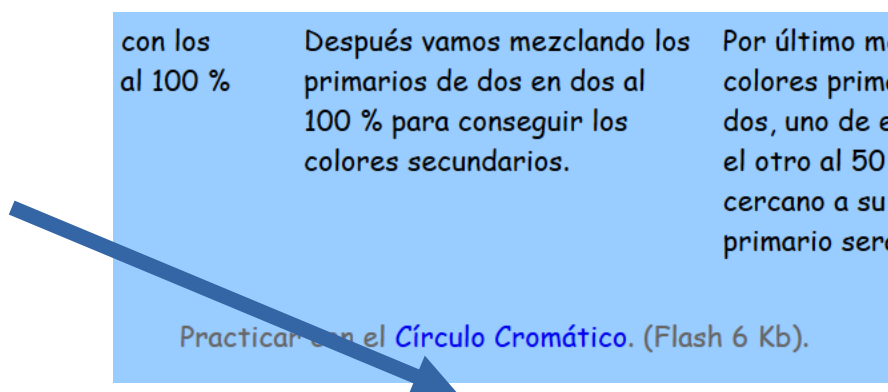 con los
al 100 %
Después vamos mezclando los
primarios de dos en dos al
100 % para conseguir los
colores secundarios.
Por último
colores
dos, uno de
el otro al 50
cercano a su
primario
Practicar con el Círculo Cromático. (Flash 6 Kb).